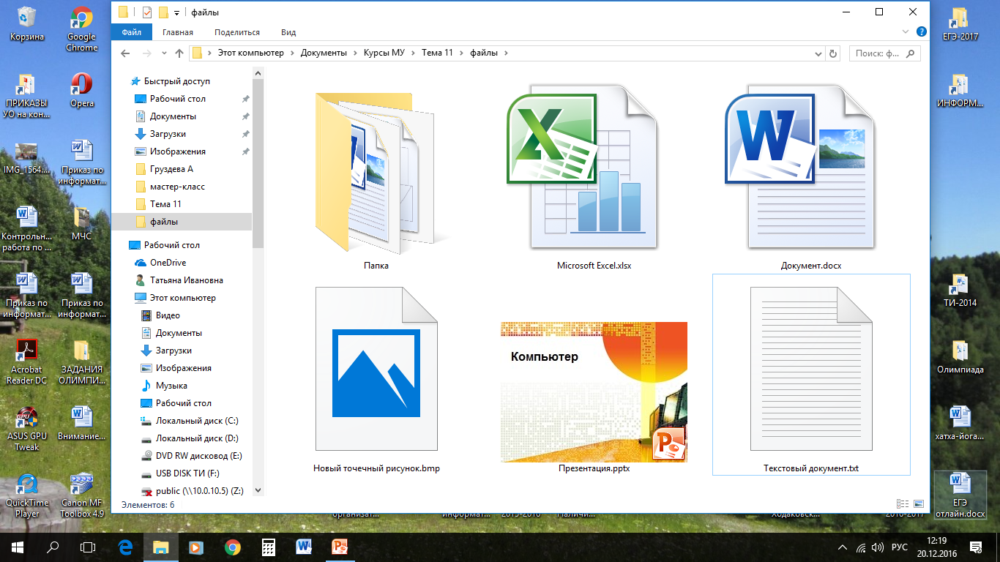 файлы
Файл
Главная
Поделиться
Вид
Этот компьютер
Документы
Курсы МУ
Тема 11
файлы
Поиск: ф...
Быстрый доступ
Рабочий стол
Документы
Загрузки
Изображения
Груздева А
мастер-класс
Тема 11
файлы
Рабочий стол
OneDrive
Татьяна Ивановна
Этот компьютер
Видео
Документы
Загрузки
Изображения
Музыка
Рабочий стол
Локальный диск (C:)
Локальный диск (D:)
DVD RW дисковод (E:)
USB DISK ТИ (F:)
public (\\10.0.10.5) (Z:)
Элементов: 6
Папка
Microsoft Excel.xlsx
Документ.docx
Новый точечный рисунок.bmp
Компьютер
Презентация.pptx
Текстовый документ.txt
Корзина
Google
Chrome
ПРИКАЗЫ
УО на кон...
Opera
IMG_1564....
Приказ по
информат...
Контрольн...
работа по ...
МЧС
Приказ по
информат...
Приказ по
информат...
Acrobat
Reader DC
ЗАДАНИЯ
ОЛИМПИ...
ASUS GPU
Tweak
Внимание...
QuickTime
Player
Canon MF
Toolbox 4.9
ЕГЭ-2017
ИНФОРМ...
ТИ-2014
Олимпиада
хатха-йога...
ЕГЭ
отлайн.docx
РУС
12:19
20.12.2016